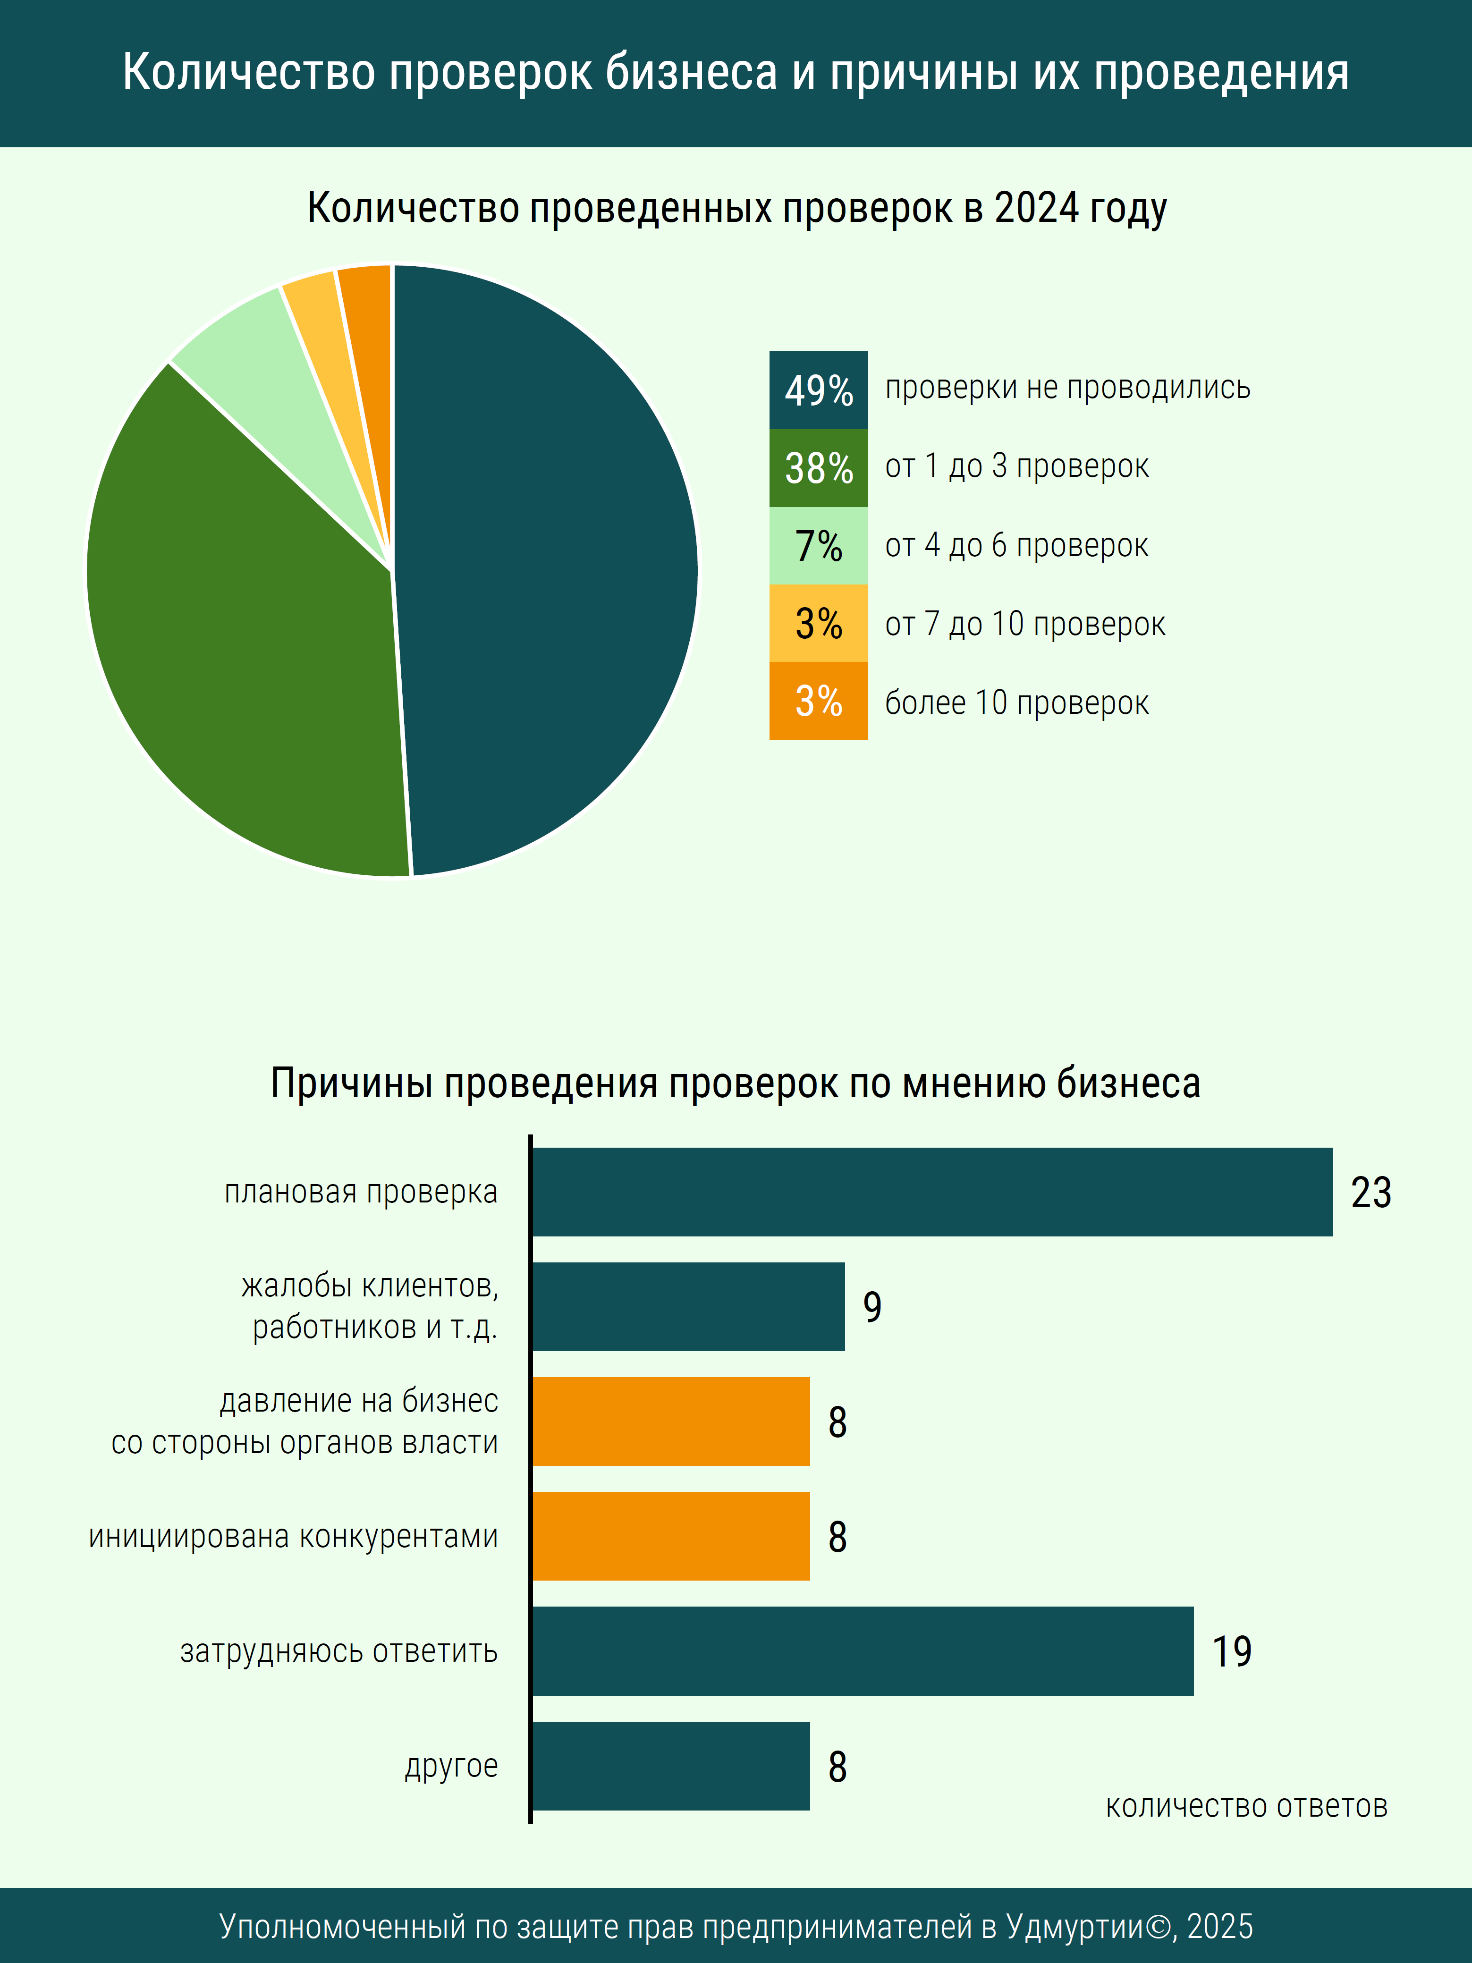 Количество проверок бизнеса и причины их проведения
Количество проведенных проверок в 2024 году
49% проверки не проводились
38% от 1 до 3 проверок
7% от 4 до 6 проверок
3% от 7 до 10 проверок
3% более 10 проверок
Причины проведения проверок по мнению бизнеса
плановая проверка 23
жалобы клиентов,
работников и т.д. 9
давление на бизнес
со стороны органов власти 8
инициирована конкурентами 8
затрудняюсь ответить 19
другое 8
количество ответов
Уполномоченный по защите прав предпринимателей в Удмуртии©, 2025